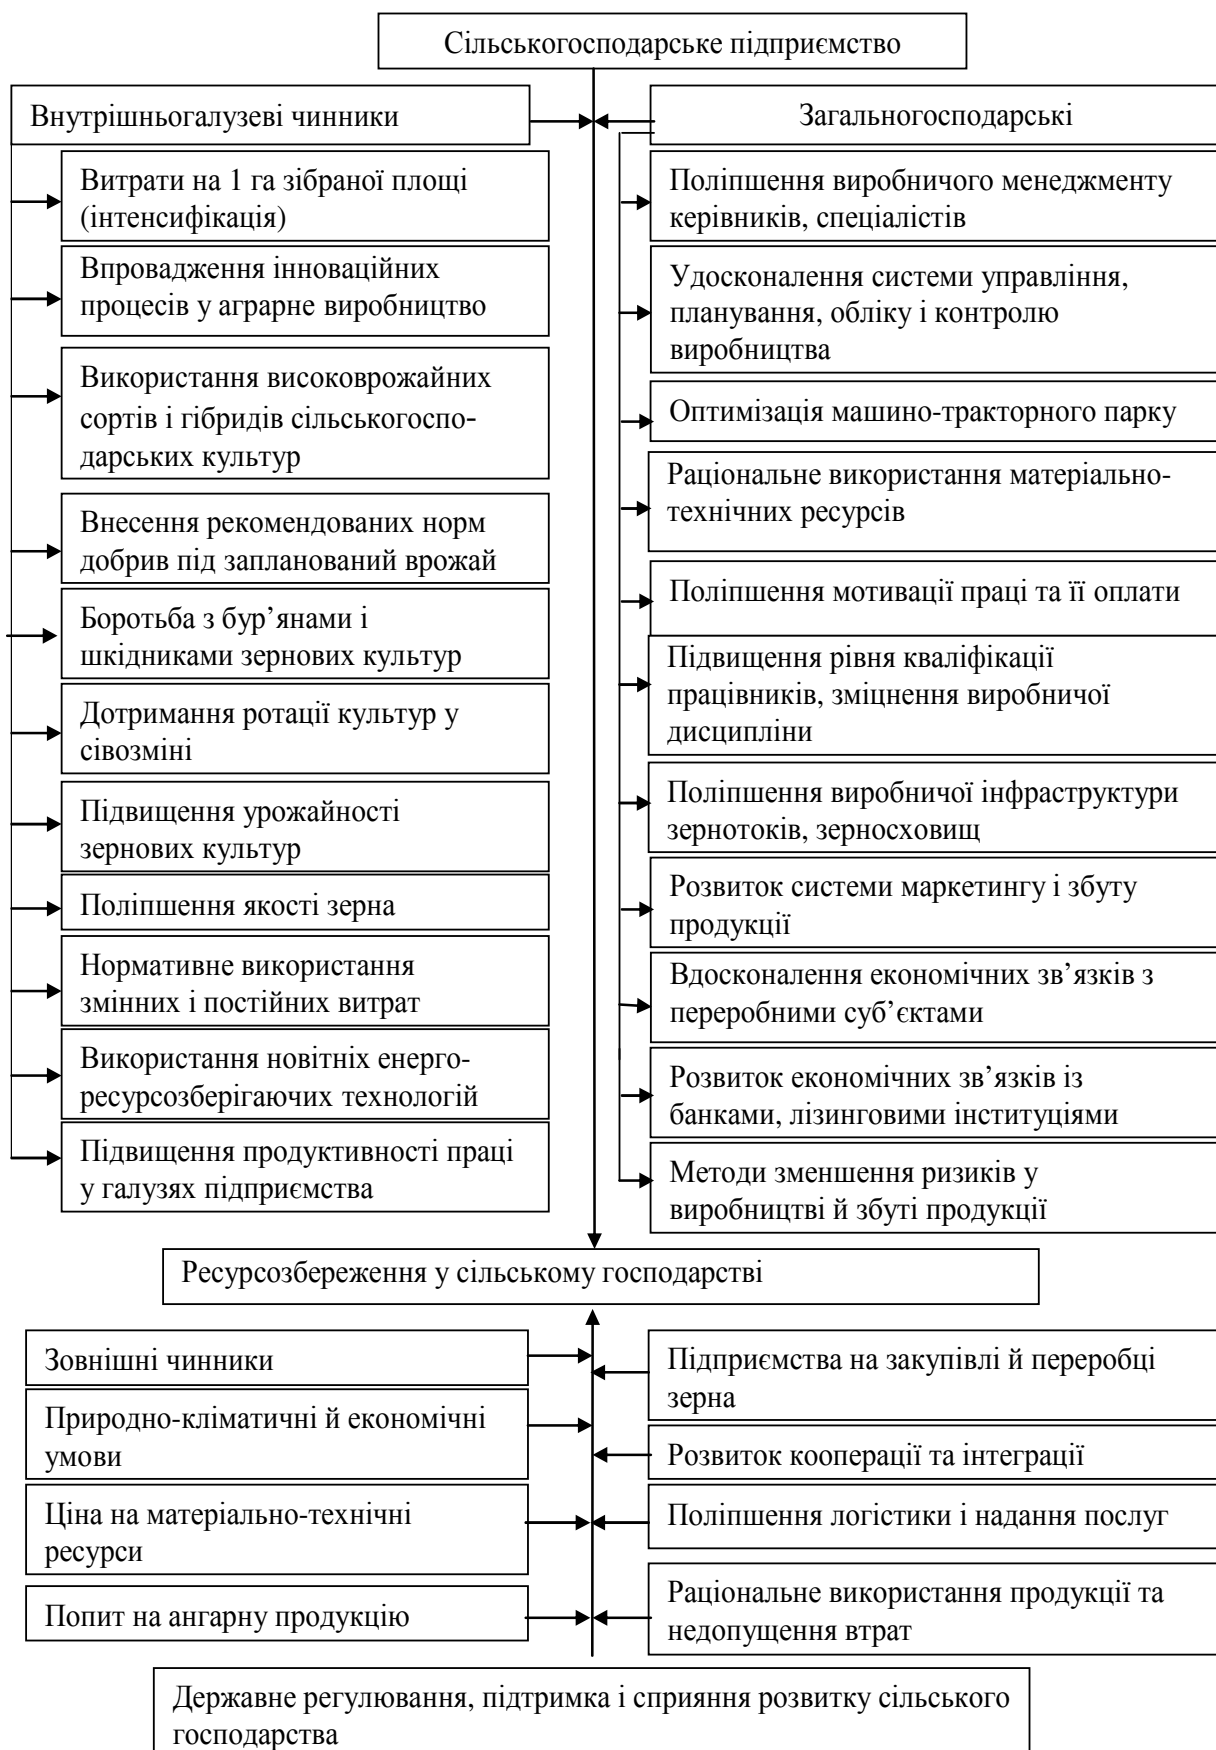 Сільськогосподарське підприємство
Внутрішньогалузеві чинники
Витрати на 1 га зібраної площі
(інтенсифікація)
Впровадження інноваційних
процесів у аграрне виробництво
Використання високоврожайних
сортів і гібридів сільськогоспо-
дарських культур
Внесення рекомендованих норм
добрив під запланований врожай
Боротьба з бур’янами і
шкідниками зернових культур
Дотримання ротації культур у
сівозміні
Підвищення урожайності
зернових культур
Поліпшення якості зерна
Нормативне використання
змінних і постійних витрат
Використання новітніх енерго-
ресурсозберігаючих технологій
Підвищення продуктивності праці
у галузях підприємства
Загальногосподарські
Поліпшення виробничого менеджменту
керівників, спеціалістів
Удосконалення системи управління,
планування, обліку і контролю
виробництва
Оптимізація машино-тракторного парку
Раціональне використання матеріально-
технічних ресурсів
Поліпшення мотивації праці та її оплати
Підвищення рівня кваліфікації
працівників, зміцнення виробничої
дисципліни
Поліпшення виробничої інфраструктури
зернотоків, зерносховищ
Розвиток системи маркетингу і збуту
продукції
Вдосконалення економічних зв’язків з
переробними суб’єктами
Розвиток економічних зв’язків із
банками, лізинговими інституціями
Методи зменшення ризиків у
виробництві й збуті продукції
Ресурсозбереження у сільському господарстві
Зовнішні чинники
Природно-кліматичні й економічні
умови
Ціна на матеріально-технічні
ресурси
Попит на ангарну продукцію
Підприємства на закупівлі й переробці
зерна
Розвиток кооперації та інтеграції
Поліпшення логістики і надання послуг
Раціональне використання продукції та
недопущення втрат
Державне регулювання, підтримка і сприяння розвитку сільського
господарства